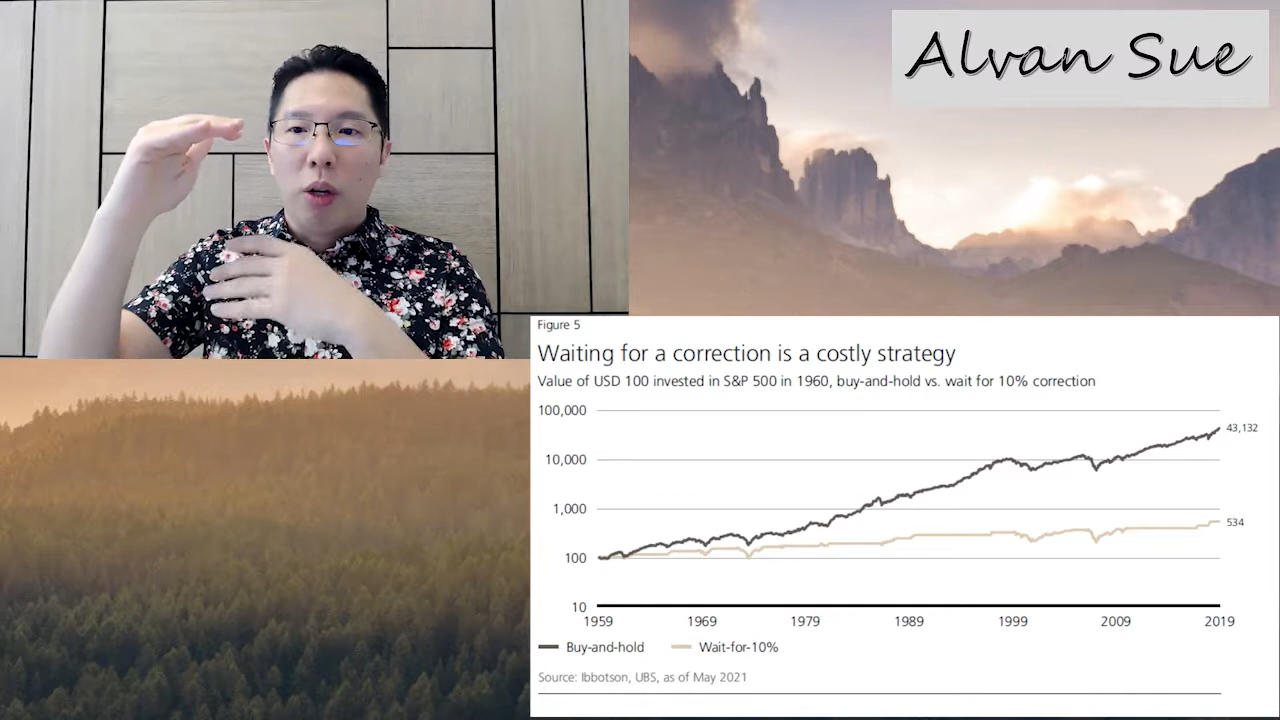 Alvan Sue
Figure 5
Waiting for a correction is a costly strategy
Value of USD 100 invested in S&P 500 in 1960, buy-and-hold vs. wait for 10% correction
100,000
43,132
10,000
1,000
534
100
10
1959 1969 1979 1989 1999 2009 2019
Buy-and-hold Wait-for-10%
Source: Ibbotson, UBS, as of May 2021